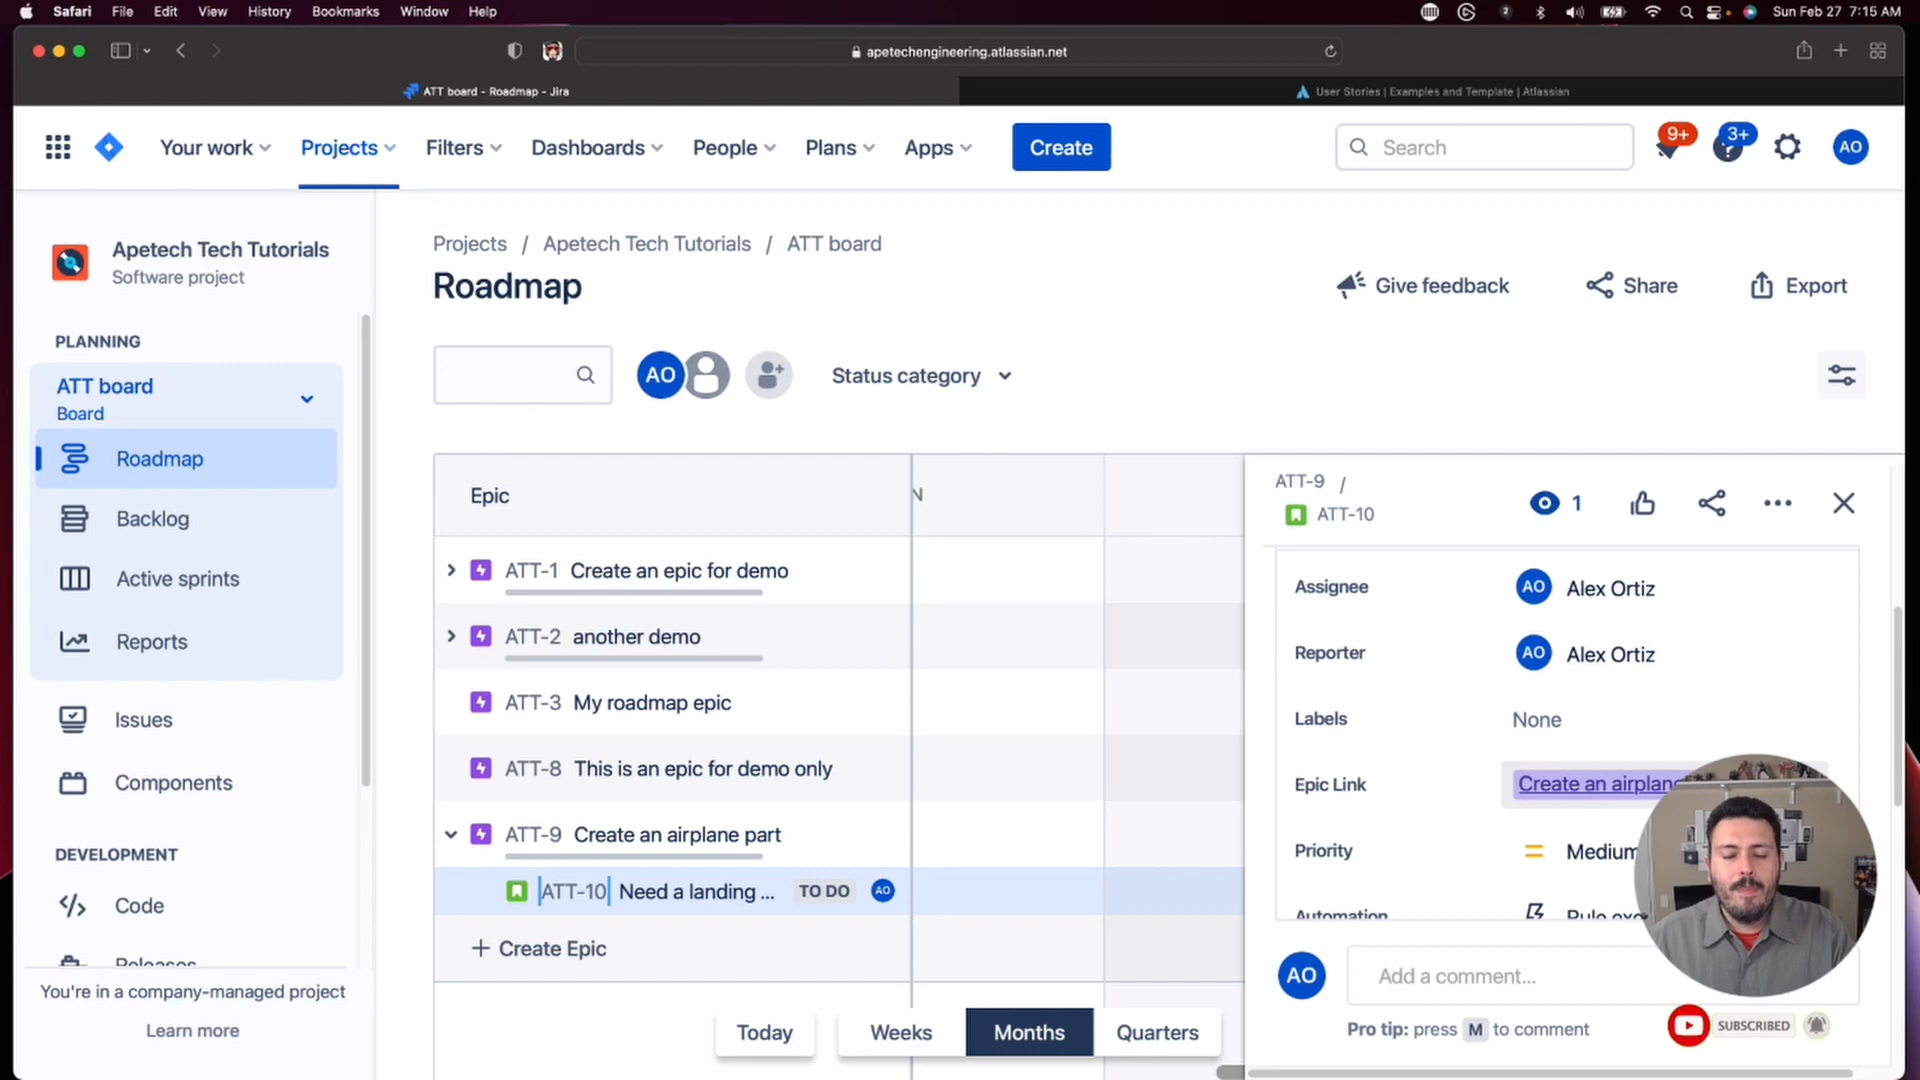 Safari File Edit View History Bookmarks Window Help
2
Sun Feb 27 7:15 AM
apetechengineering.atlassian.net
ATT board - Roadmap - Jira
User Stories | Examples and Template | Atlassian
Your work Projects Filters Dashboards People Plans Apps Create
Search
9+
3+
AO
Apetech Tech Tutorials
Software project
PLANNING
ATT board
Board
Roadmap
Backlog
Active sprints
Reports
Issues
Components
DEVELOPMENT
Code
Releases
You're in a company-managed project
Learn more
Projects / Apetech Tech Tutorials / ATT board
Roadmap
Give feedback
Share
Export
AO
Status category
Epic
N
ATT-1 Create an epic for demo
ATT-2 another demo
ATT-3 My roadmap epic
ATT-8 This is an epic for demo only
ATT-9 Create an airplane part
ATT-10 Need a landing ... TO DO AO
+ Create Epic
Today Weeks Months Quarters
ATT-9 /
ATT-10
1
Assignee AO Alex Ortiz
Reporter AO Alex Ortiz
Labels None
Epic Link Create an airplane
Priority Medium
Automation Rule exe
AO Add a comment...
Pro tip: press M to comment
SUBSCRIBED